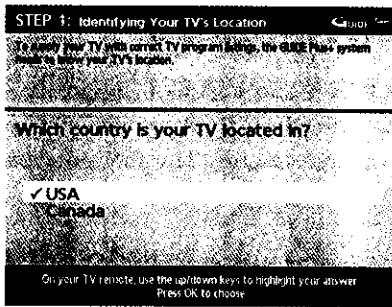 STEP 1: Identifying Your TV's Location
GUIDE
To supply your TV with correct TV program listings, the GUIDE Plus+ system
needs to know your TV's location.
Which country is your TV located in?
✓ USA
Canada
On your TV remote, use the up/down keys to highlight your answer
Press OK to choose